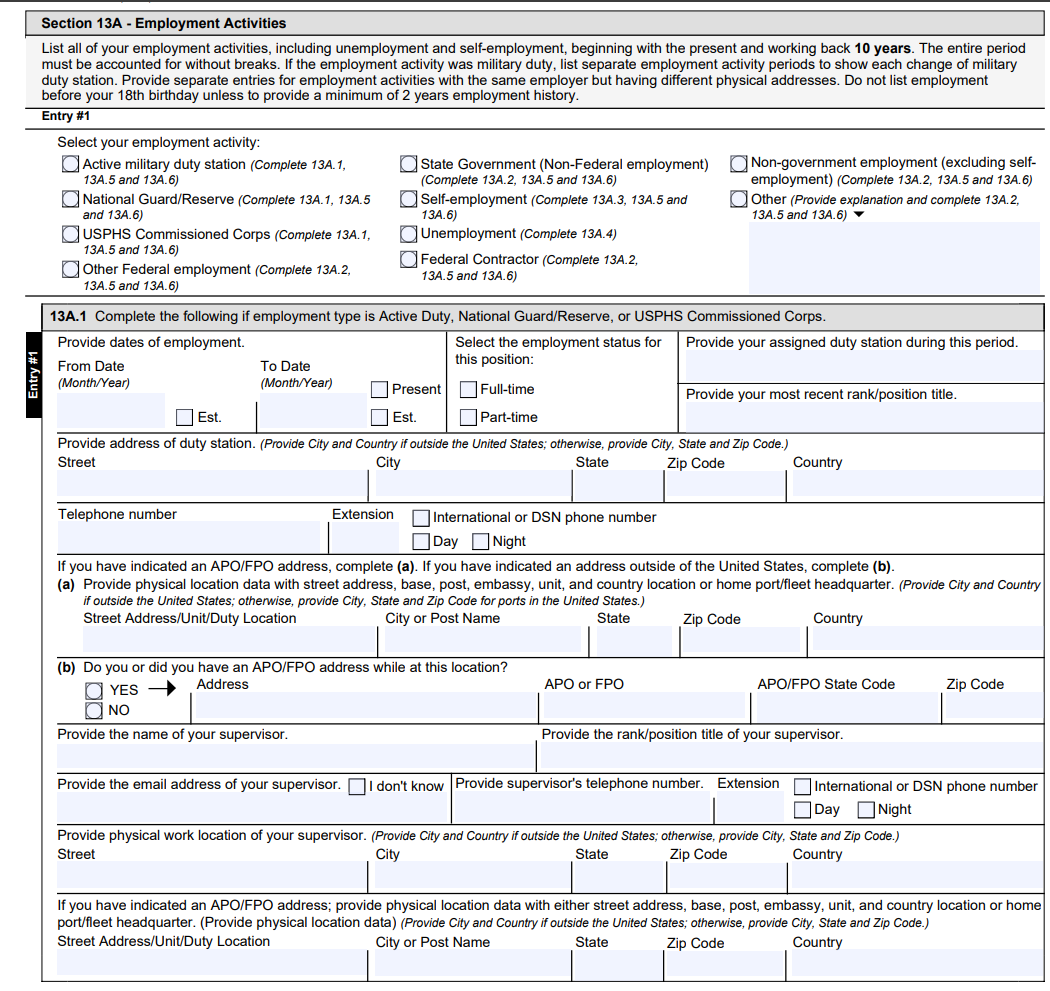 Section 13A - Employment Activities
List all of your employment activities, including unemployment and self-employment, beginning with the present and working back 10 years. The entire period
must be accounted for without breaks. If the employment activity was military duty, list separate employment activity periods to show each change of military
duty station. Provide separate entries for employment activities with the same employer but having different physical addresses. Do not list employment
before your 18th birthday unless to provide a minimum of 2 years employment history.
Entry #1
Select your employment activity:
Active military duty station (Complete 13A.1,
13A.5 and 13A.6)
National Guard/Reserve (Complete 13A.1, 13A.5
and 13A.6)
USPHS Commissioned Corps (Complete 13A.1,
13A.5 and 13A.6)
Other Federal employment (Complete 13A.2,
13A.5 and 13A.6)
State Government (Non-Federal employment)
(Complete 13A.2, 13A.5 and 13A.6)
Self-employment (Complete 13A.3, 13A.5 and
13A.6)
Unemployment (Complete 13A.4)
Federal Contractor (Complete 13A.2,
13A.5 and 13A.6)
Non-government employment (excluding self-
employment) (Complete 13A.2, 13A.5 and 13A.6)
Other (Provide explanation and complete 13A.2,
13A.5 and 13A.6)
Entry #1
13A.1 Complete the following if employment type is Active Duty, National Guard/Reserve, or USPHS Commissioned Corps.
Provide dates of employment.
From Date
(Month/Year)
Est.
To Date
(Month/Year)
Present
Est.
Select the employment status for
this position:
Full-time
Part-time
Provide your assigned duty station during this period.
Provide your most recent rank/position title.
Provide address of duty station. (Provide City and Country if outside the United States; otherwise, provide City, State and Zip Code.)
Street City State Zip Code Country
Telephone number Extension International or DSN phone number
Day Night
If you have indicated an APO/FPO address, complete (a). If you have indicated an address outside of the United States, complete (b).
(a) Provide physical location data with street address, base, post, embassy, unit, and country location or home port/fleet headquarter. (Provide City and Country
if outside the United States; otherwise, provide City, State and Zip Code for ports in the United States.)
Street Address/Unit/Duty Location City or Post Name State Zip Code Country
(b) Do you or did you have an APO/FPO address while at this location?
YES Address APO or FPO APO/FPO State Code Zip Code
NO
Provide the name of your supervisor. Provide the rank/position title of your supervisor.
Provide the email address of your supervisor. I don't know Provide supervisor's telephone number. Extension International or DSN phone number
Day Night
Provide physical work location of your supervisor. (Provide City and Country if outside the United States; otherwise, provide City, State and Zip Code.)
Street City State Zip Code Country
If you have indicated an APO/FPO address; provide physical location data with either street address, base, post, embassy, unit, and country location or home
port/fleet headquarter. (Provide physical location data) (Provide City and Country if outside the United States; otherwise, provide City, State and Zip Code.)
Street Address/Unit/Duty Location City or Post Name State Zip Code Country